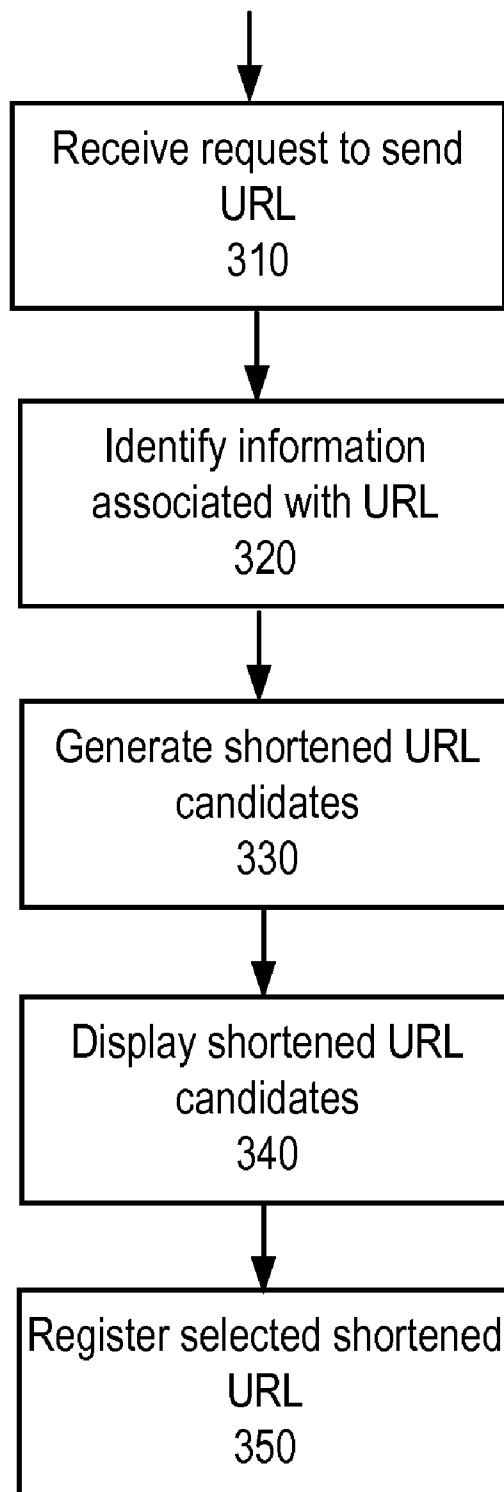 Receive request to send
URL
310
Identify information
associated with URL
320
Generate shortened URL
candidates
330
Display shortened URL
candidates
340
Register selected shortened
URL
350